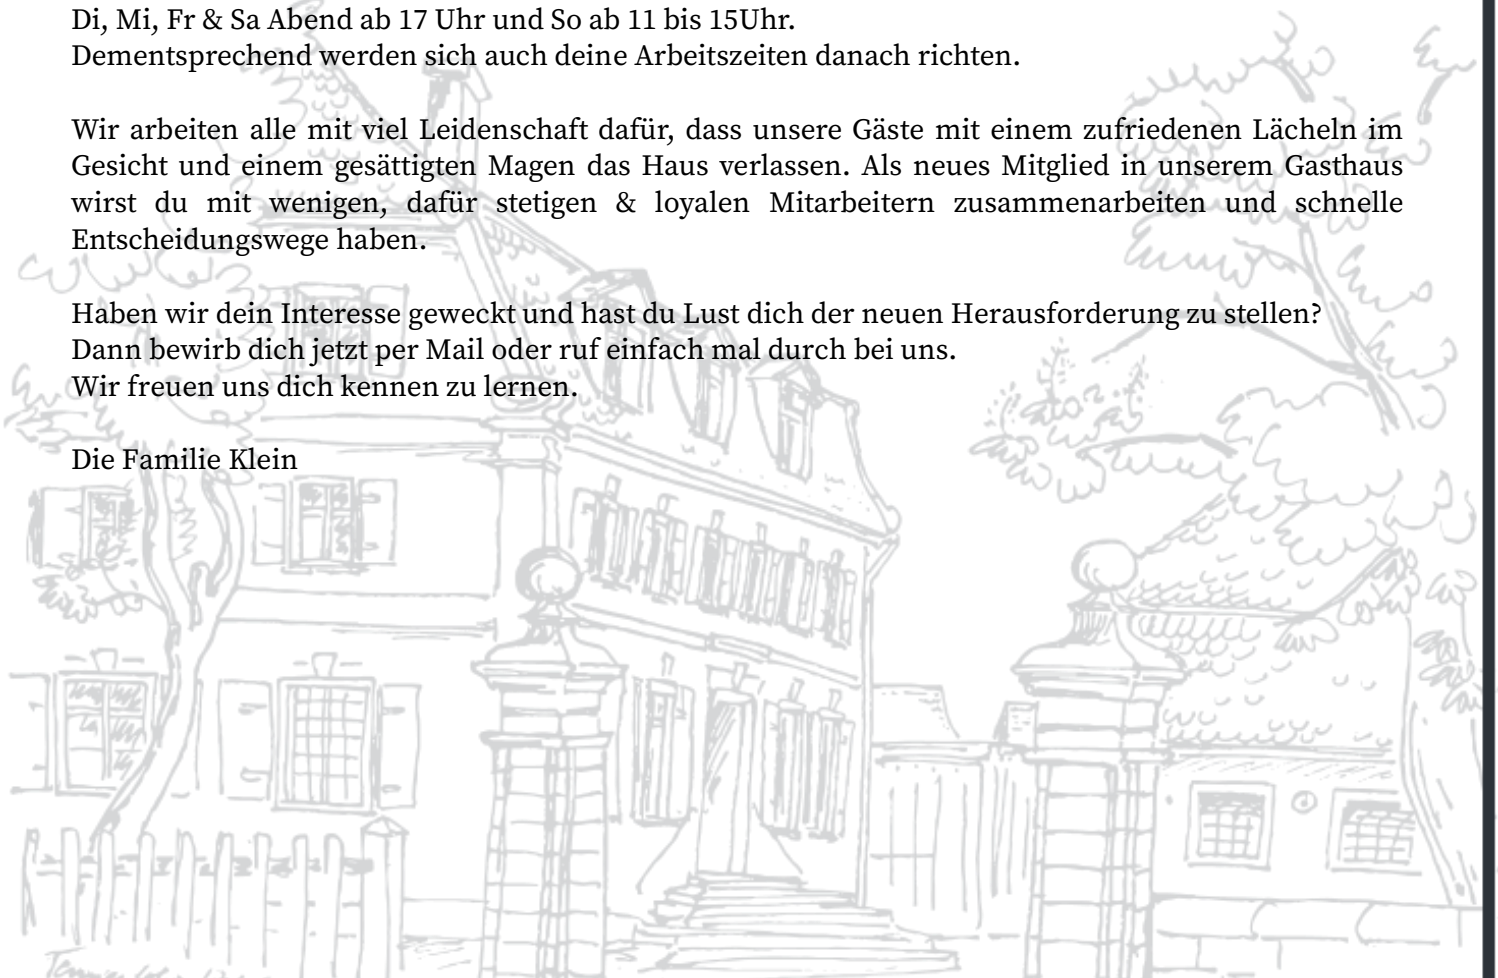 Di, Mi, Fr & Sa Abend ab 17 Uhr und So ab 11 bis 15Uhr.
Dementsprechend werden sich auch deine Arbeitszeiten danach richten.
Wir arbeiten alle mit viel Leidenschaft dafür, dass unsere Gäste mit einem zufriedenen Lächeln im
Gesicht und einem gesättigten Magen das Haus verlassen. Als neues Mitglied in unserem Gasthaus
wirst du mit wenigen, dafür stetigen & loyalen Mitarbeitern zusammenarbeiten und schnelle
Entscheidungswege haben.
Haben wir dein Interesse geweckt und hast du Lust dich der neuen Herausforderung zu stellen?
Dann bewirb dich jetzt per Mail oder ruf einfach mal durch bei uns.
Wir freuen uns dich kennen zu lernen.
Die Familie Klein